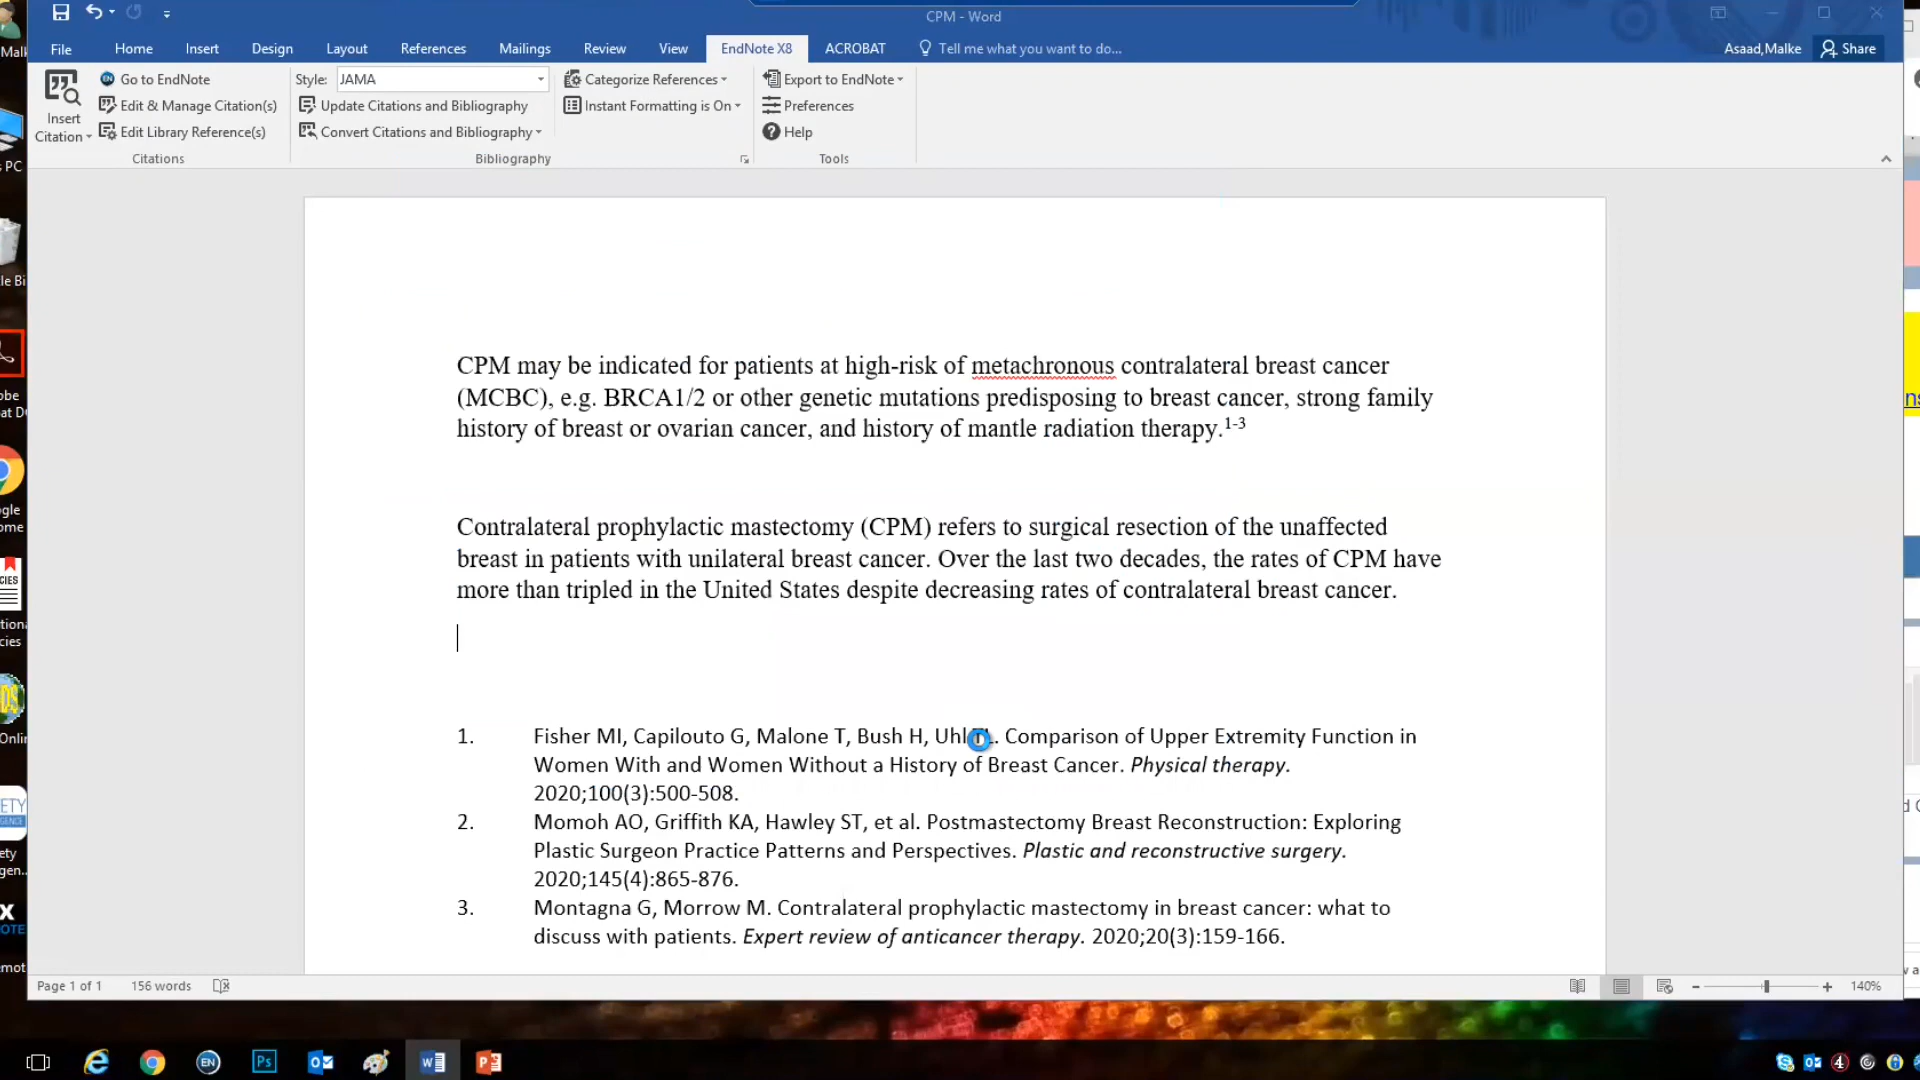 CPM - Word
File Home Insert Design Layout References Mailings Review View EndNote X8 ACROBAT Tell me what you want to do... Asaad,Malke Share
Insert Citation
Go to EndNote
Edit & Manage Citation(s)
Edit Library Reference(s)
Citations
Style: JAMA
Update Citations and Bibliography
Convert Citations and Bibliography
Bibliography
Categorize References
Instant Formatting is On
Export to EndNote
Preferences
Help
Tools
CPM may be indicated for patients at high-risk of metachronous contralateral breast cancer
(MCBC), e.g. BRCA1/2 or other genetic mutations predisposing to breast cancer, strong family
history of breast or ovarian cancer, and history of mantle radiation therapy.1-3
Contralateral prophylactic mastectomy (CPM) refers to surgical resection of the unaffected
breast in patients with unilateral breast cancer. Over the last two decades, the rates of CPM have
more than tripled in the United States despite decreasing rates of contralateral breast cancer.
1. Fisher MI, Capilouto G, Malone T, Bush H, Uhl TL. Comparison of Upper Extremity Function in
Women With and Women Without a History of Breast Cancer. Physical therapy.
2020;100(3):500-508.
2. Momoh AO, Griffith KA, Hawley ST, et al. Postmastectomy Breast Reconstruction: Exploring
Plastic Surgeon Practice Patterns and Perspectives. Plastic and reconstructive surgery.
2020;145(4):865-876.
3. Montagna G, Morrow M. Contralateral prophylactic mastectomy in breast cancer: what to
discuss with patients. Expert review of anticancer therapy. 2020;20(3):159-166.
Page 1 of 1 156 words 140%